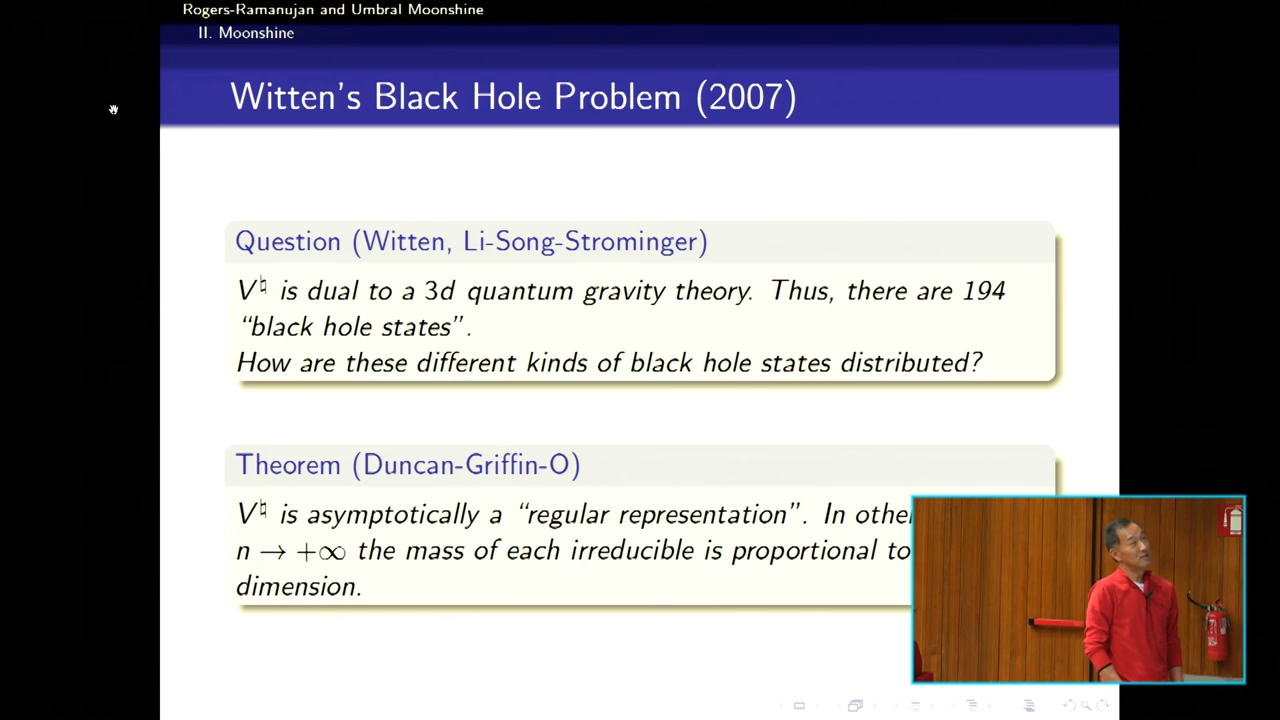 Rogers-Ramanujan and Umbral Moonshine
II. Moonshine
Witten's Black Hole Problem (2007)
Question (Witten, Li-Song-Strominger)
V♮ is dual to a 3d quantum gravity theory. Thus, there are 194
“black hole states”.
How are these different kinds of black hole states distributed?
Theorem (Duncan-Griffin-O)
V♮ is asymptotically a “regular representation”. In other
n → +∞ the mass of each irreducible is proportional to
dimension.